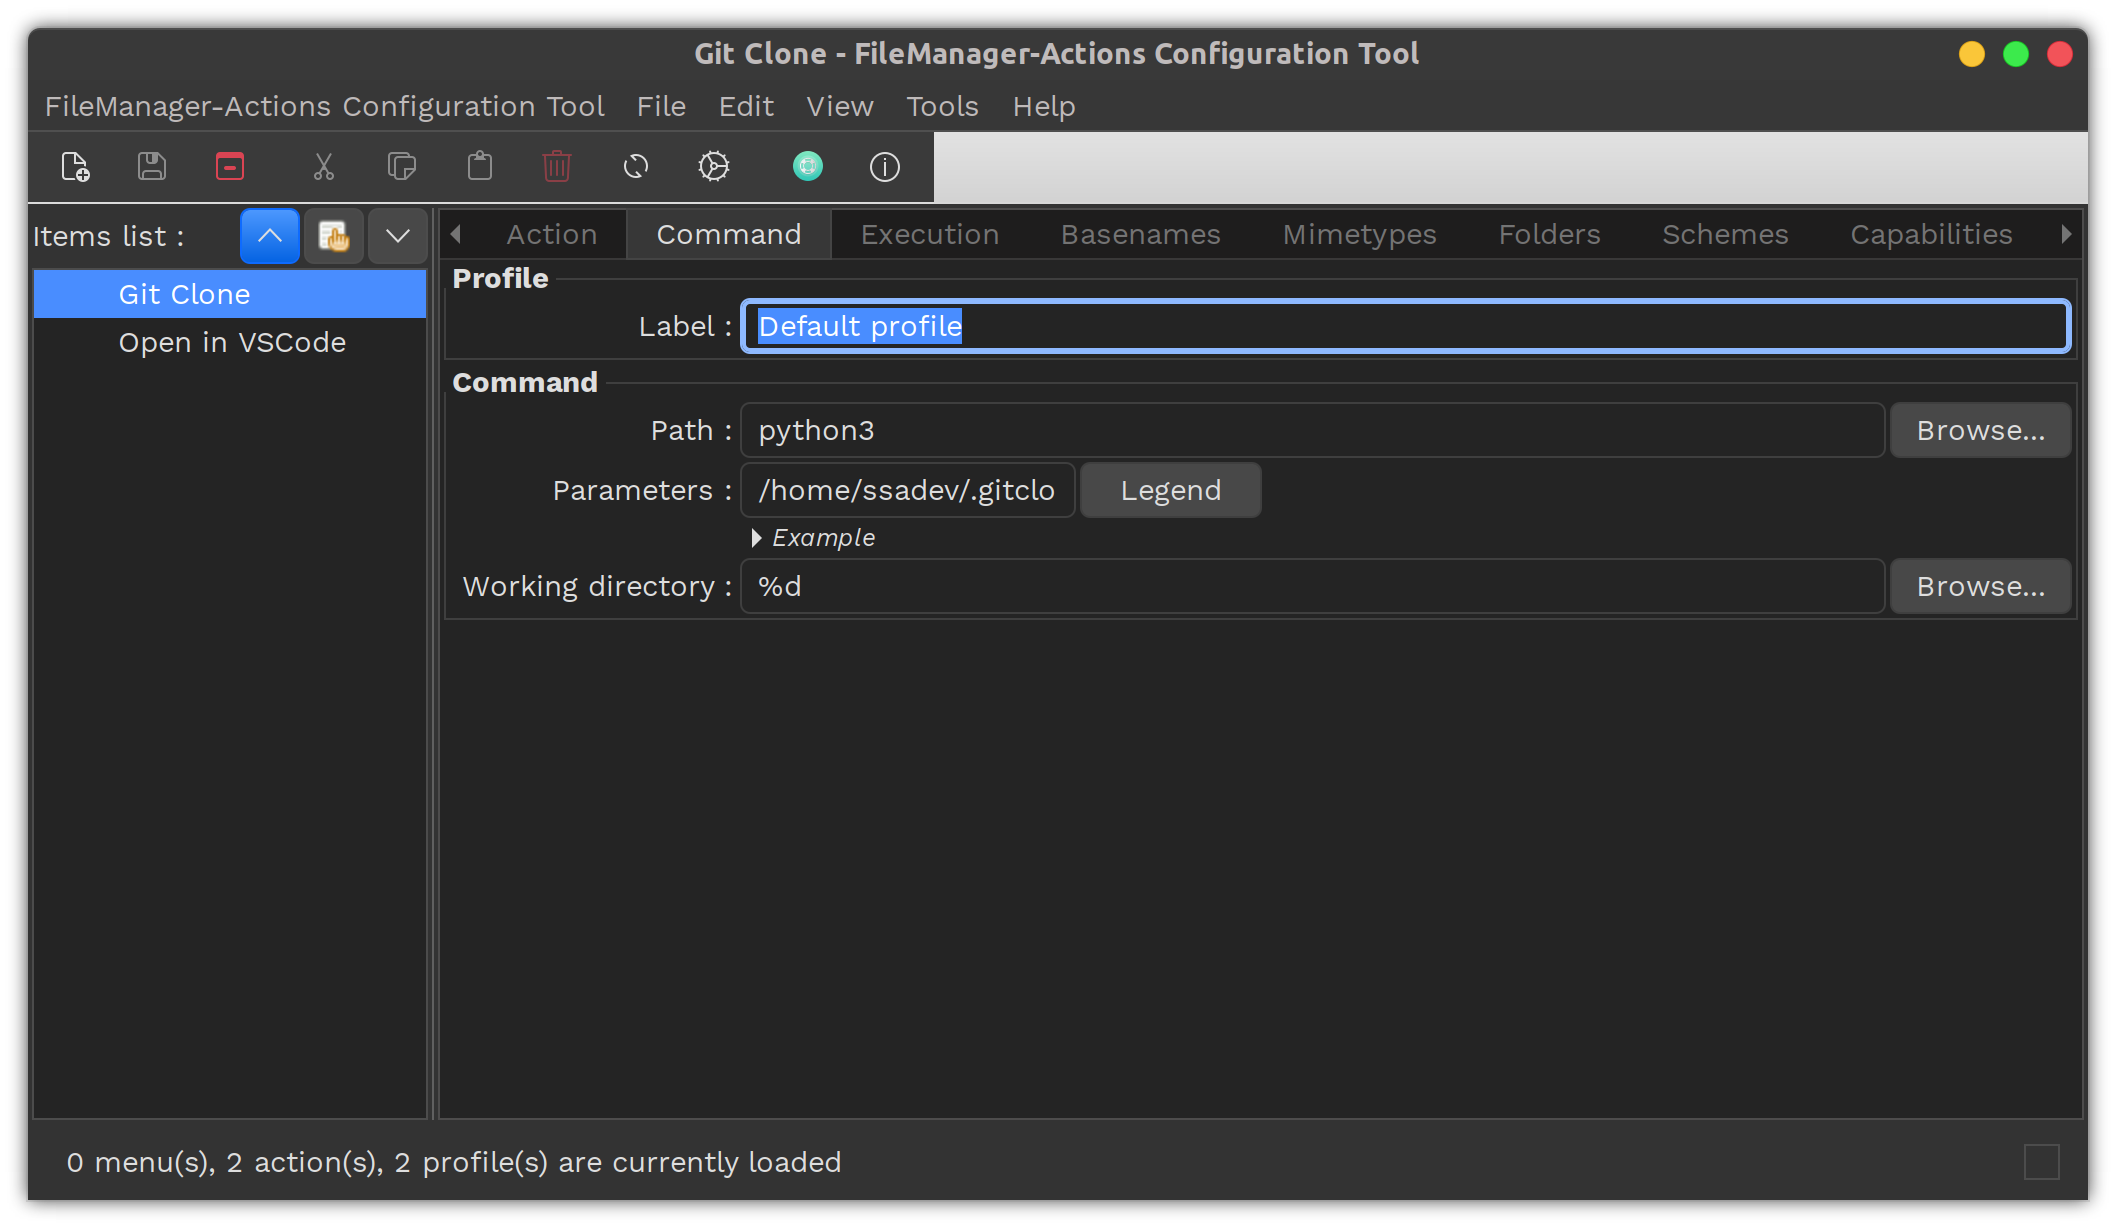 Git Clone - FileManager-Actions Configuration Tool
FileManager-Actions Configuration Tool File Edit View Tools Help
Items list :
Git Clone
Open in VSCode
Action Command Execution Basenames Mimetypes Folders Schemes Capabilities
Profile
Label : Default profile
Command
Path : python3 Browse...
Parameters : /home/ssadev/.gitclo Legend
Example
Working directory : %d Browse...
0 menu(s), 2 action(s), 2 profile(s) are currently loaded